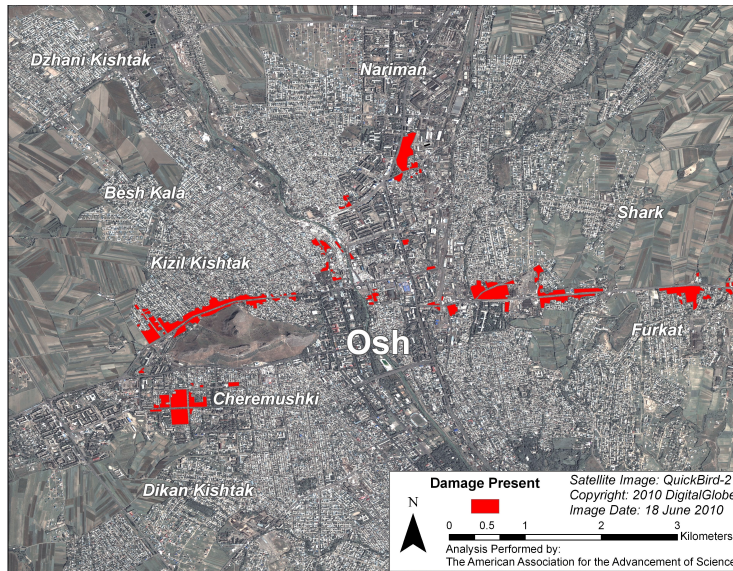 Dzhani Kishtak
Nariman
Besh Kala
Shark
Kizil Kishtak
Furkat
Osh
Cheremushki
Dikan Kishtak
Damage Present
Satellite Image: QuickBird-2
Copyright: 2010 DigitalGlobe
Image Date: 18 June 2010
N
0 0.5 1 2 3
Kilometers
Analysis Performed by:
The American Association for the Advancement of Science